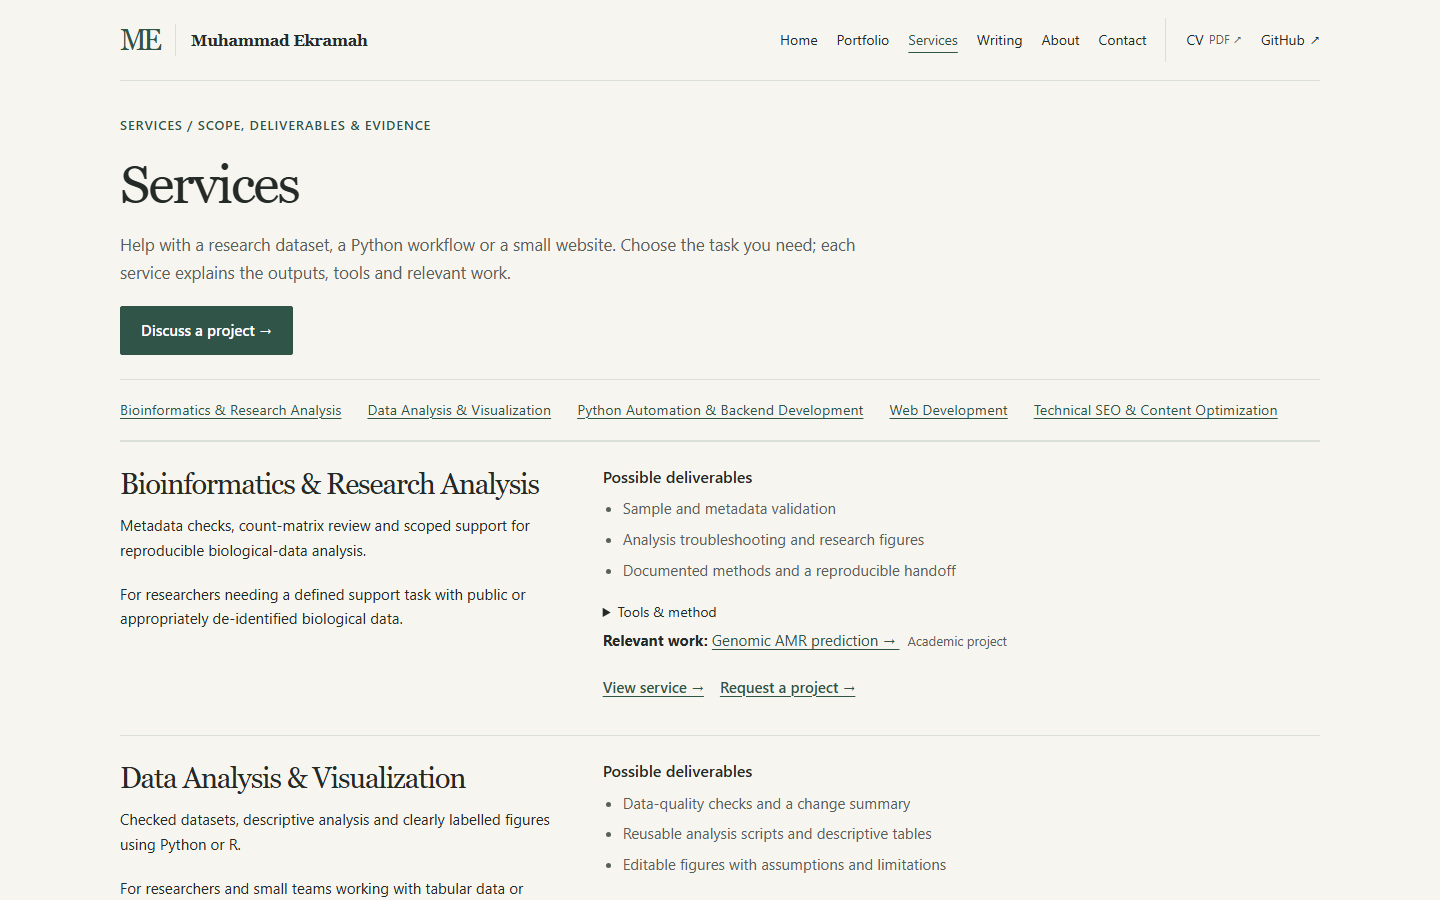 ME Muhammad Ekramah Home Portfolio Services Writing About Contact CV PDF ↗ GitHub ↗
SERVICES / SCOPE, DELIVERABLES & EVIDENCE
Services
Help with a research dataset, a Python workflow or a small website. Choose the task you need; each
service explains the outputs, tools and relevant work.
Discuss a project →
Bioinformatics & Research Analysis Data Analysis & Visualization Python Automation & Backend Development Web Development Technical SEO & Content Optimization
Bioinformatics & Research Analysis
Metadata checks, count-matrix review and scoped support for
reproducible biological-data analysis.
For researchers needing a defined support task with public or
appropriately de-identified biological data.
Possible deliverables
• Sample and metadata validation
• Analysis troubleshooting and research figures
• Documented methods and a reproducible handoff
▶ Tools & method
Relevant work: Genomic AMR prediction → Academic project
View service → Request a project →
Data Analysis & Visualization
Checked datasets, descriptive analysis and clearly labelled figures
using Python or R.
For researchers and small teams working with tabular data or
Possible deliverables
• Data-quality checks and a change summary
• Reusable analysis scripts and descriptive tables
• Editable figures with assumptions and limitations